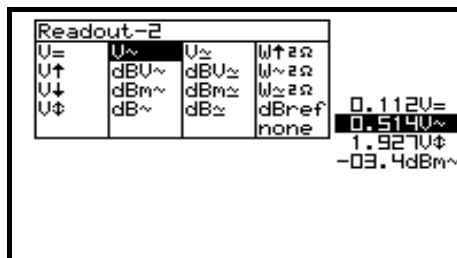 Readout-2
V= V~ V≃ W↑2Ω
V↑ dBV~ dBV≃ W~2Ω
V↓ dBm~ dBm≃ W≃2Ω
V⇕ dB~ dB≃ dBref
none
0.112V=
0.514V~
1.927V⇕
-03.4dBm~